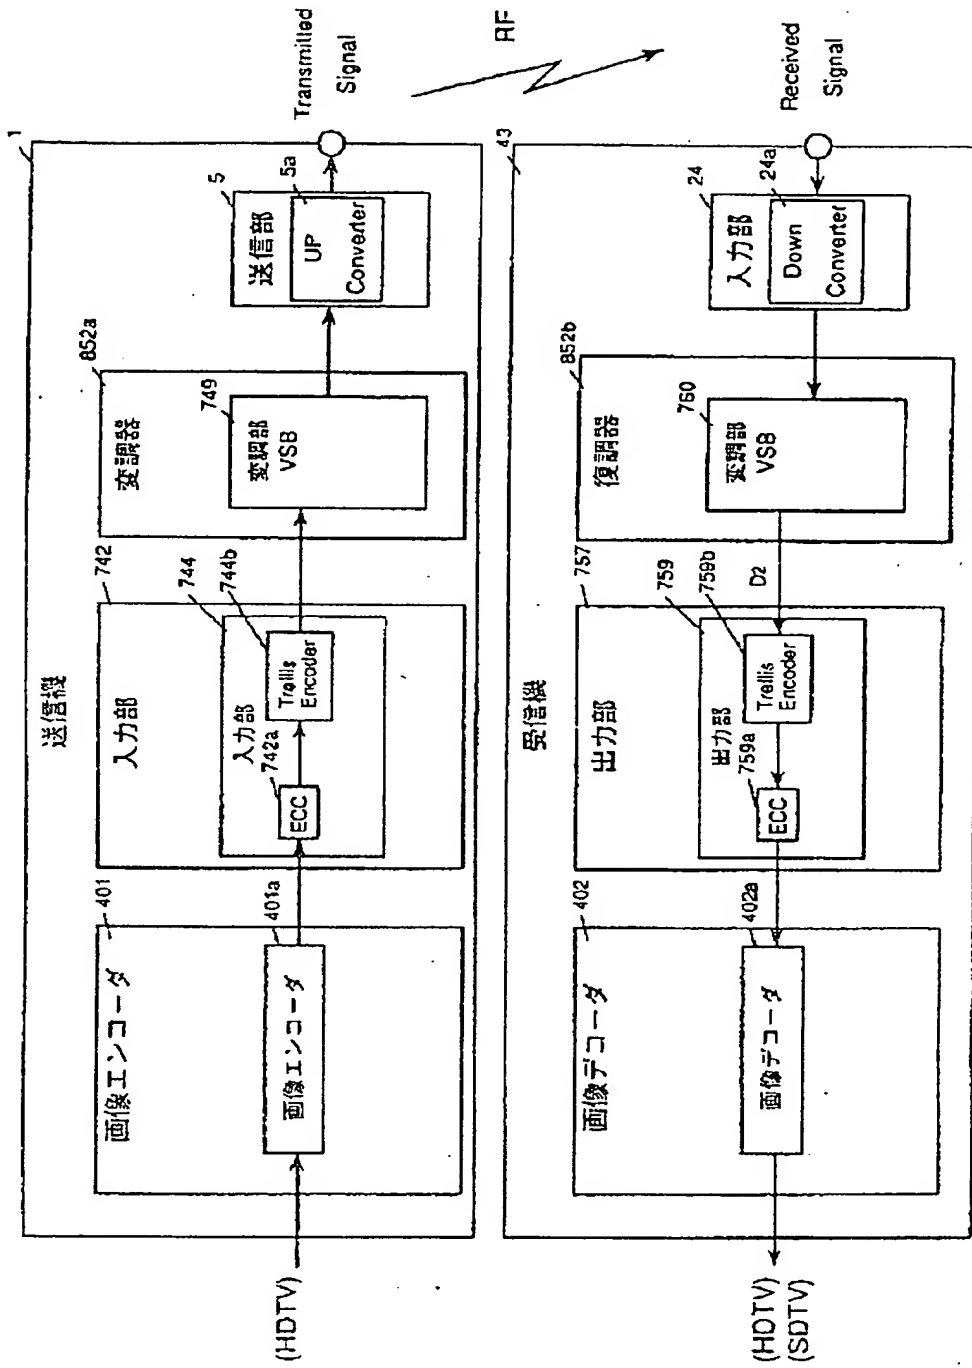 1
送信機
401
画像エンコーダ
401a
画像エンコーダ
(HDTV)
742
入力部
744
744b
入力部
742a
ECC
Trellis
Encoder
852a
変調器
749
変調部
VSB
5
送信部
5a
UP
Converter
Transmitted
Signal
RF
43
受信機
402
画像デコーダ
402a
画像デコーダ
(HDTV)
(SDTV)
757
出力部
759
759b
出力部
759a
ECC
Trellis
Encoder
D2
852b
復調器
760
変調部
VSB
24
入力部
24a
Down
Converter
Received
Signal